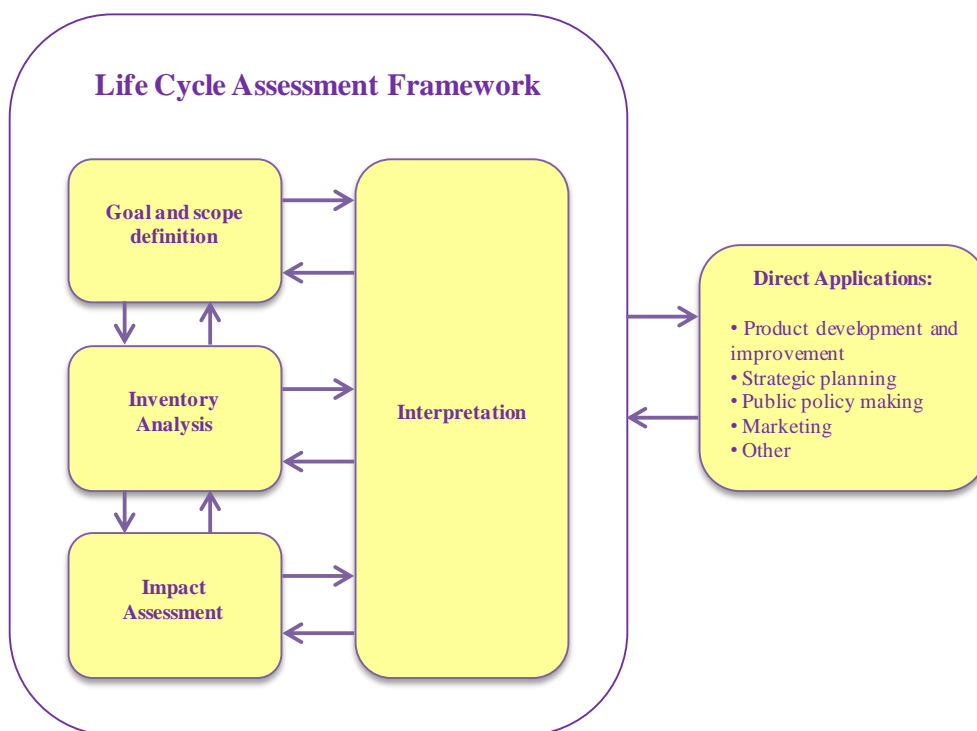 Life Cycle Assessment Framework
Goal and scope
definition
Inventory
Analysis
Impact
Assessment
Interpretation
Direct Applications:
• Product development and
improvement
• Strategic planning
• Public policy making
• Marketing
• Other